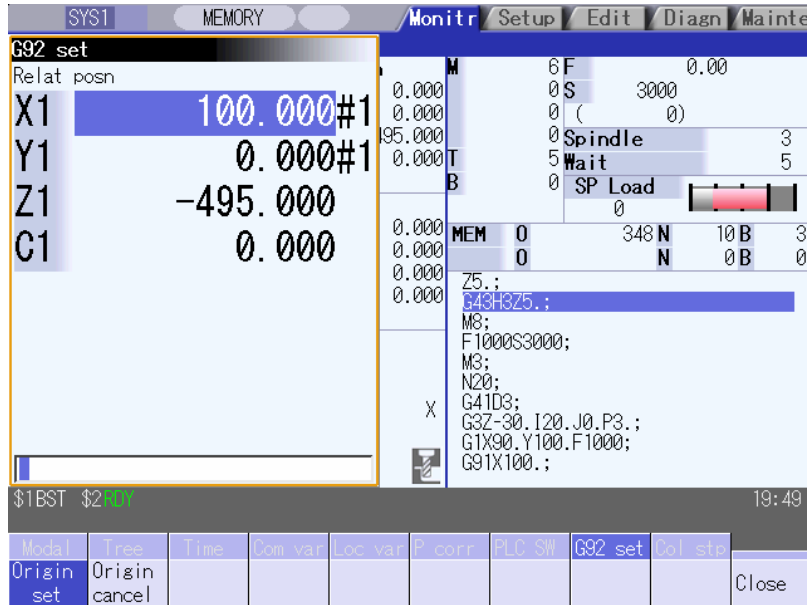 SYS1 MEMORY Monitr Setup Edit Diagn Mainte
G92 set
Relat posn
X1 100.000#1
Y1 0.000#1
Z1 -495.000
C1 0.000
0.000
0.000
495.000
0.000
0.000
0.000
0.000
0.000
X
M 6 F 0.00
0 S 3000
0 ( 0)
0 Spindle 3
T 5 Wait 5
B 0 SP Load
0
MEM O 348 N 10 B 3
O N 0 B 0
Z5.;
G43H3Z5.;
M8;
F1000S3000;
M3;
N20;
G41D3;
G3Z-30.I20.J0.P3.;
G1X90.Y100.F1000;
G91X100.;
$1BST $2RDY 19:49
Modal Tree Time Com var Loc var P corr PLC SW G92 set Col stp
Origin set Origin cancel Close